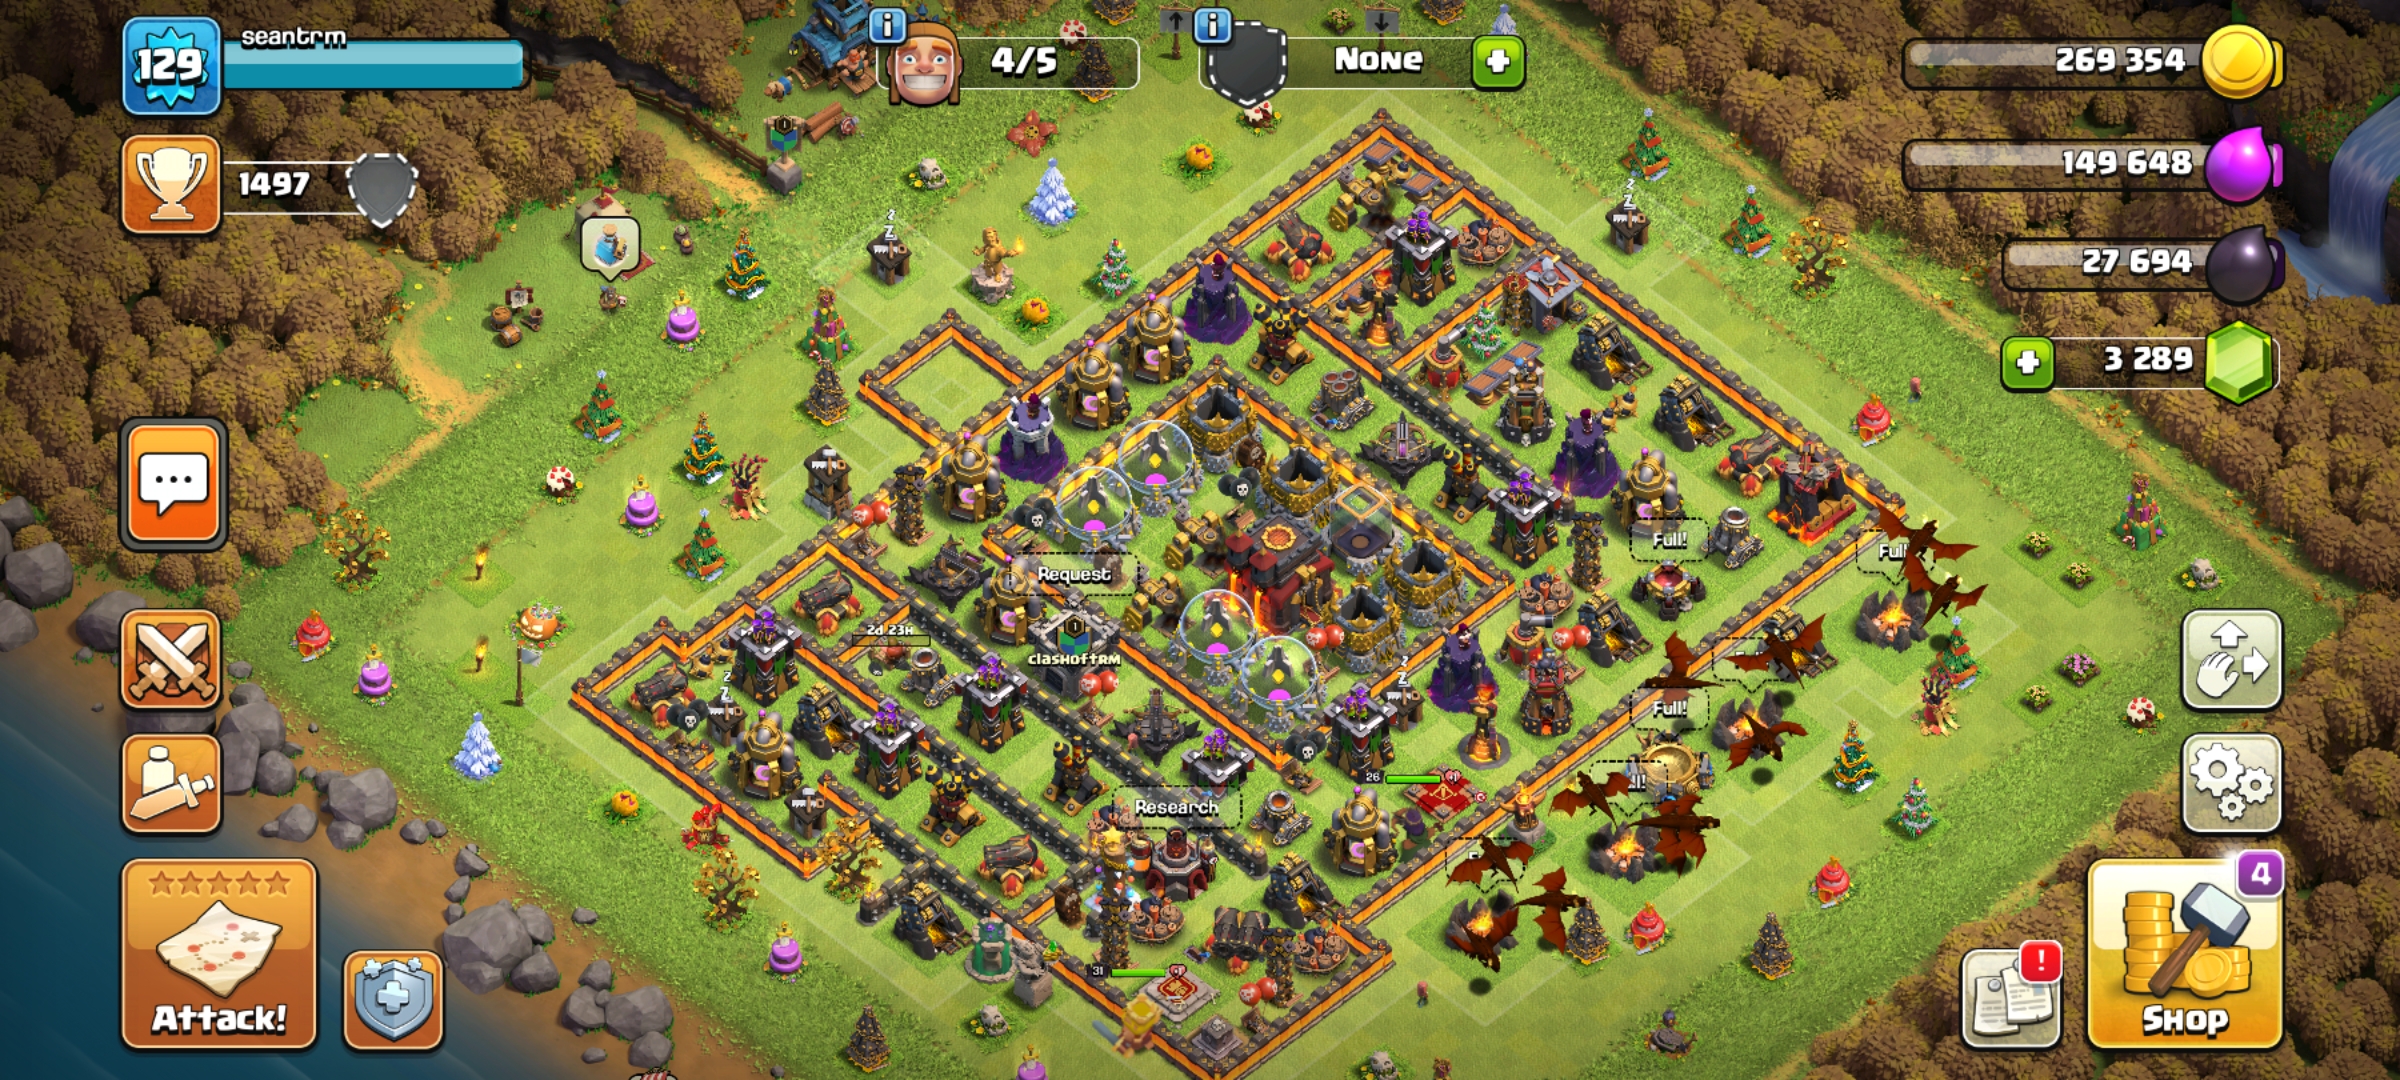 129
seantrm
4/5
None
269 354
1497
149 648
27 694
3 289
Full!
Full
Request
2d 23H
clashofTRM
Full!
26
Research
31
4
Attack!
!
Shop